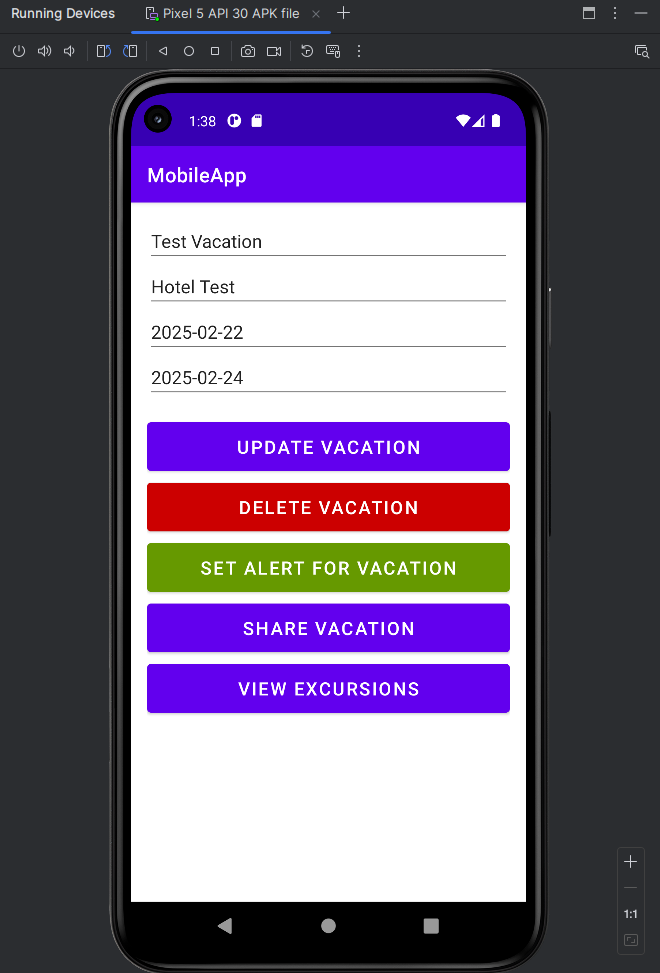 Running Devices
Pixel 5 API 30 APK file
1:38
MobileApp
Test Vacation
Hotel Test
2025-02-22
2025-02-24
UPDATE VACATION
DELETE VACATION
SET ALERT FOR VACATION
SHARE VACATION
VIEW EXCURSIONS
1:1